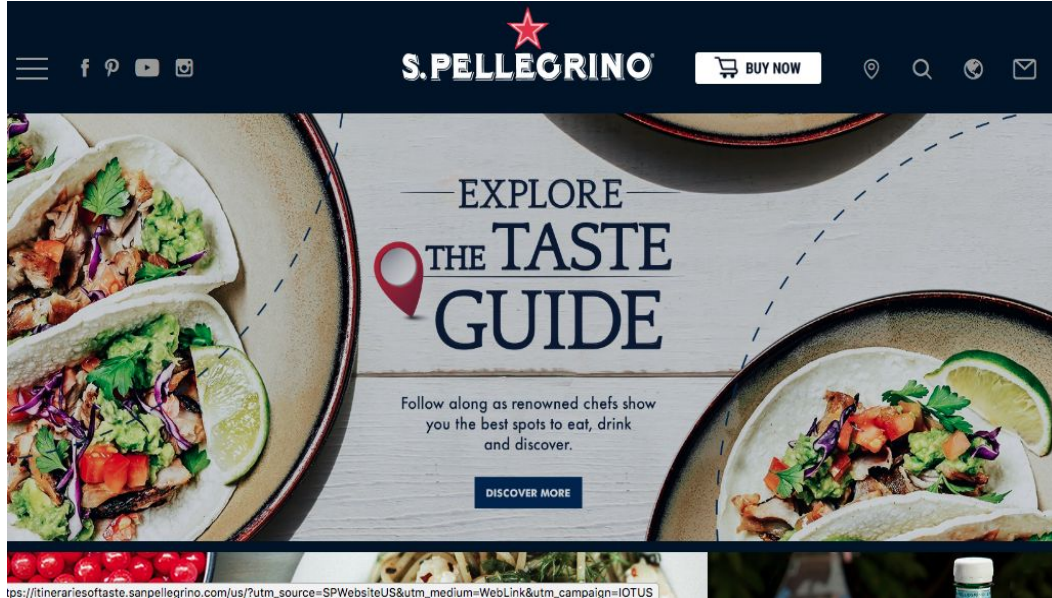 S.PELLEGRINO
BUY NOW
EXPLORE
THE TASTE
GUIDE
Follow along as renowned chefs show
you the best spots to eat, drink
and discover.
DISCOVER MORE
tps://itinerariesoftaste.sanpellegrino.com/us/?utm_source=SPWebsiteUS&utm_medium=WebLink&utm_campaign=IOTUS